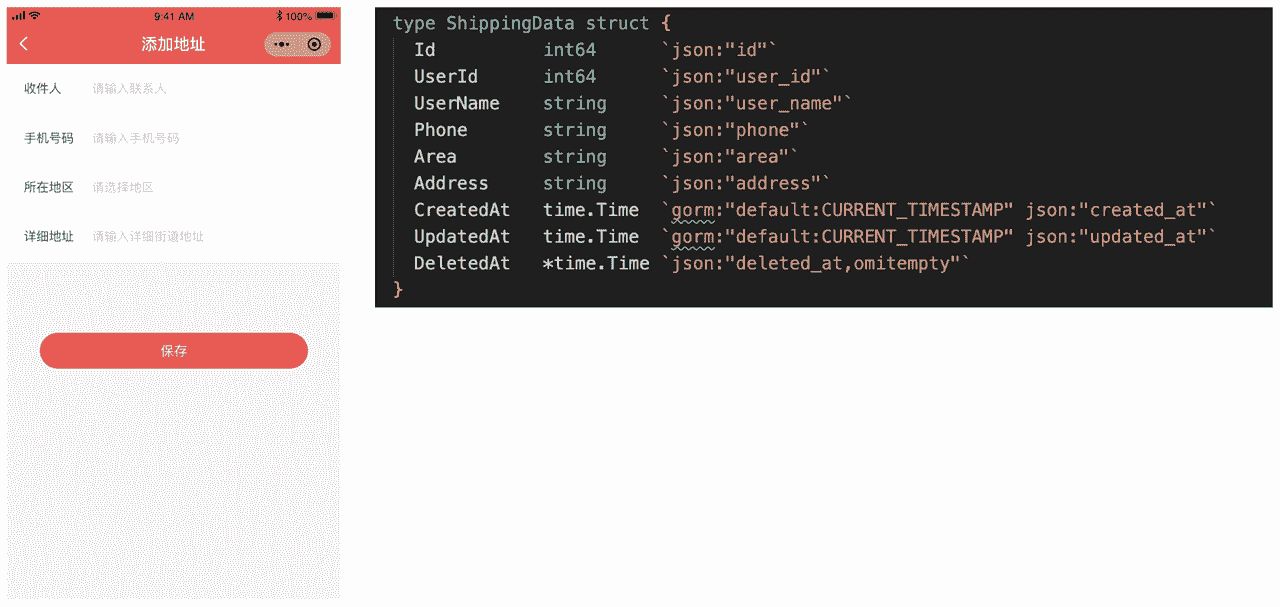 9:41 AM
100%
添加地址
收件人 请输入联系人
手机号码 请输入手机号码
所在地区 请选择地区
详细地址 请输入详细街道地址
保存
type ShippingData struct {
Id int64 `json:"id"`
UserId int64 `json:"user_id"`
UserName string `json:"user_name"`
Phone string `json:"phone"`
Area string `json:"area"`
Address string `json:"address"`
CreatedAt time.Time `gorm:"default:CURRENT_TIMESTAMP" json:"created_at"`
UpdatedAt time.Time `gorm:"default:CURRENT_TIMESTAMP" json:"updated_at"`
DeletedAt *time.Time `json:"deleted_at,omitempty"`
}